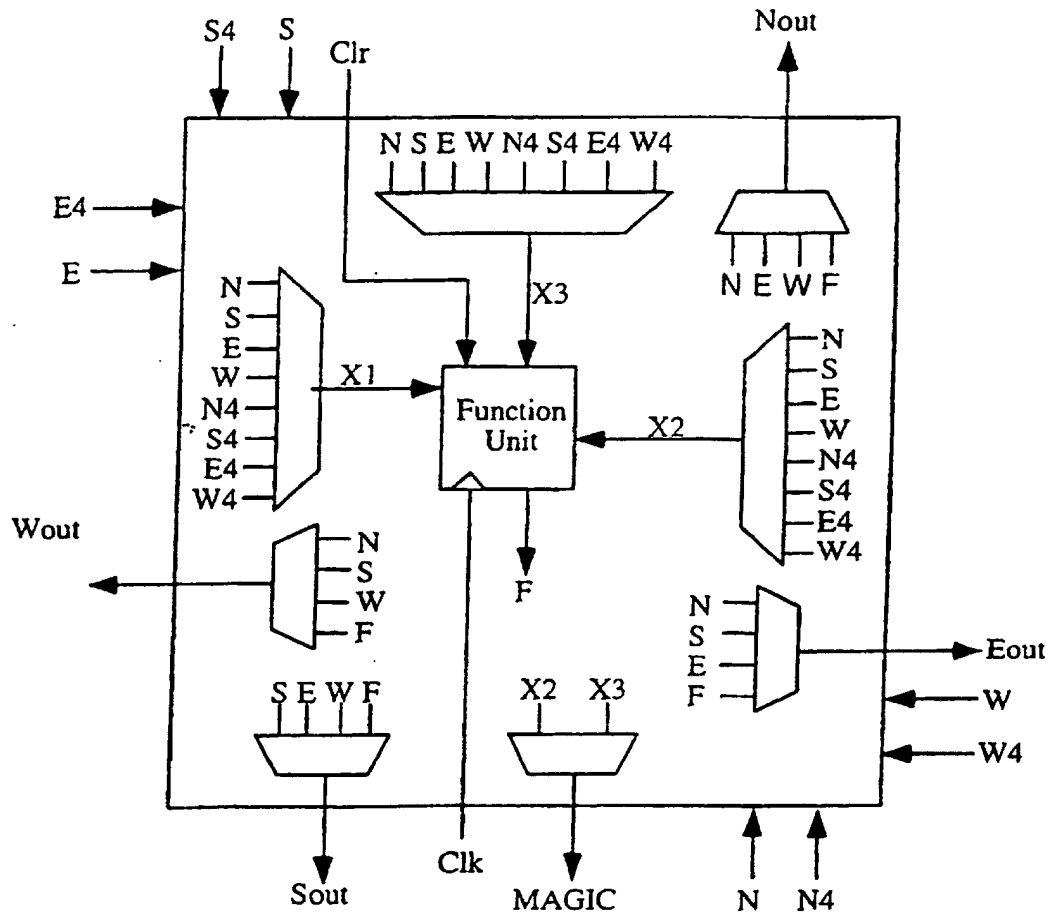 S4 S Clr Nout
N S E W N4 S4 E4 W4
E4
E
N E W F
X3
N
S
E
W
N4
S4
E4
W4
X1
Function
Unit
X2
N
S
E
W
N4
S4
E4
W4
Wout
N
S
W
F
F
N
S
E
F
Eout
W
W4
S E W F
X2 X3
Sout
Clk
MAGIC
N N4